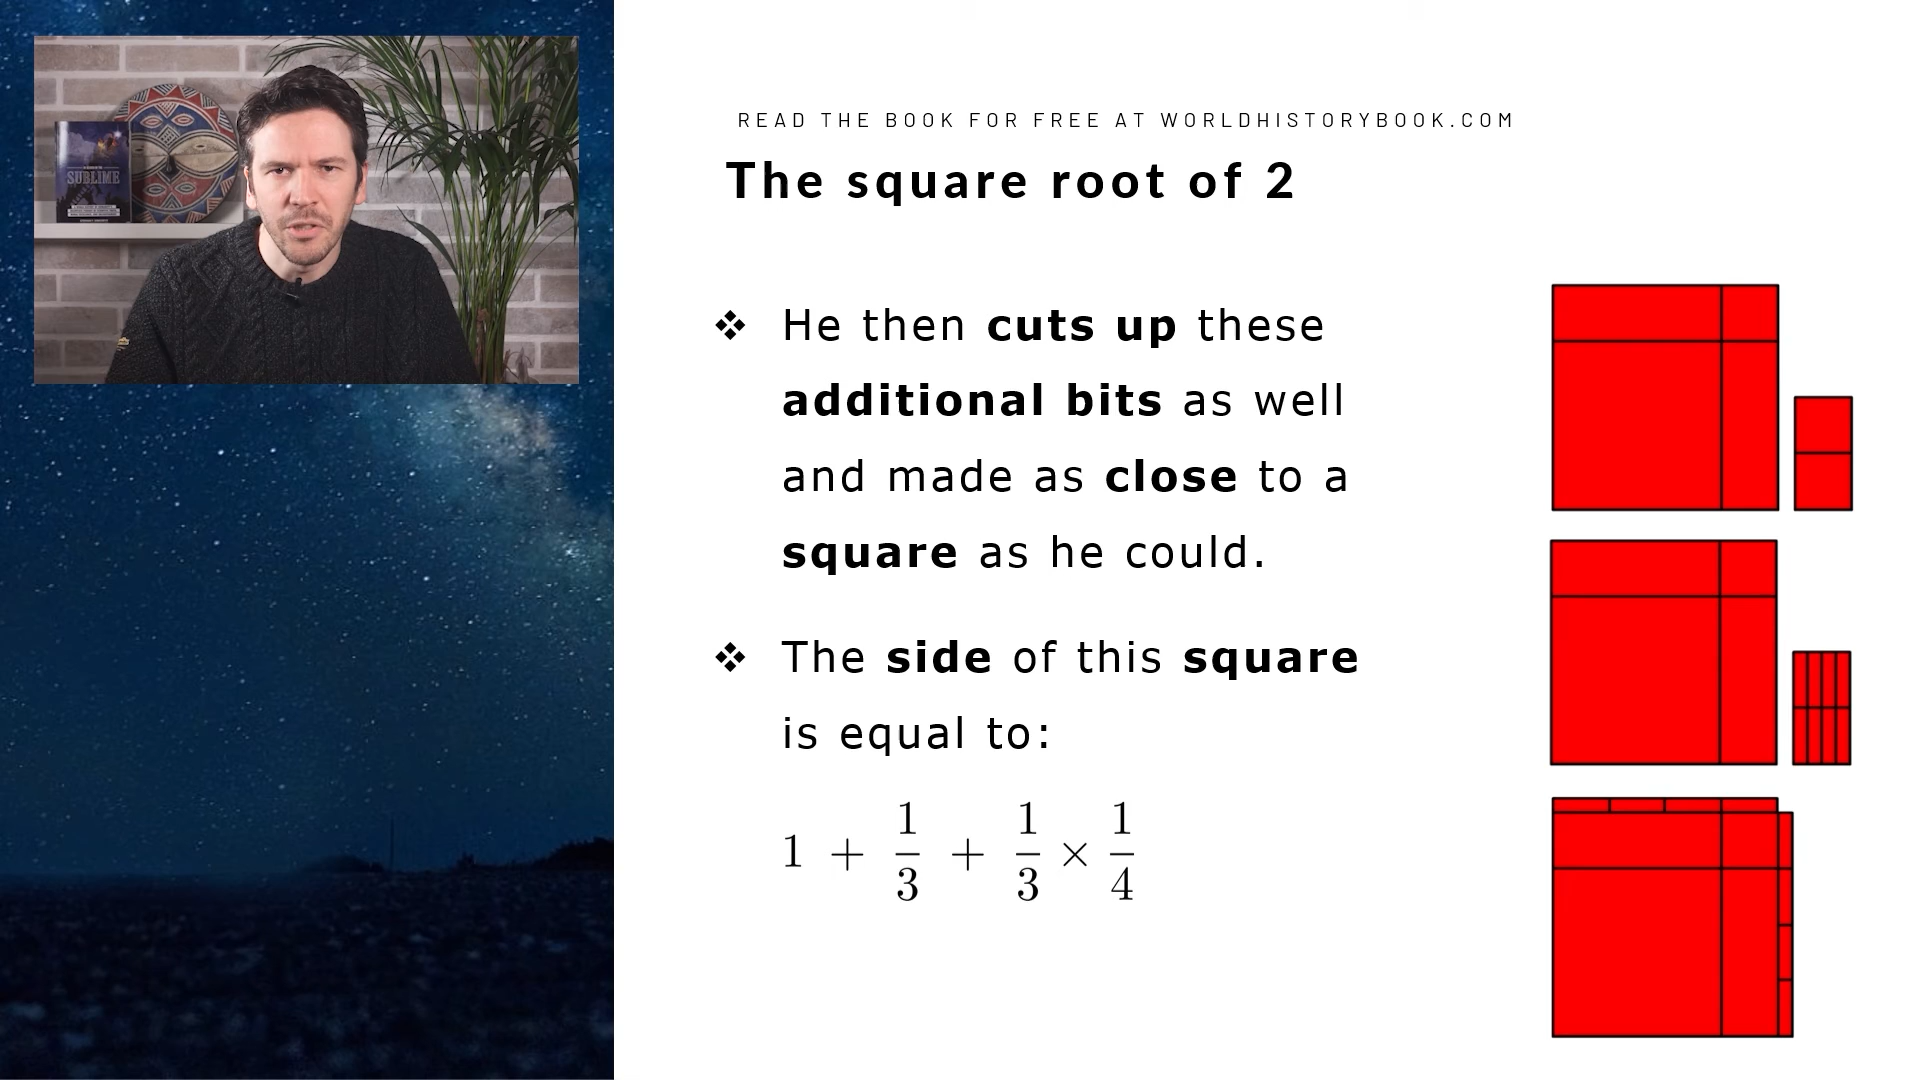 SUBLIME
READ THE BOOK FOR FREE AT WORLDHISTORYBOOK.COM
The square root of 2
❖ He then cuts up these
additional bits as well
and made as close to a
square as he could.
❖ The side of this square
is equal to:
1 + 1/3 + 1/3 × 1/4